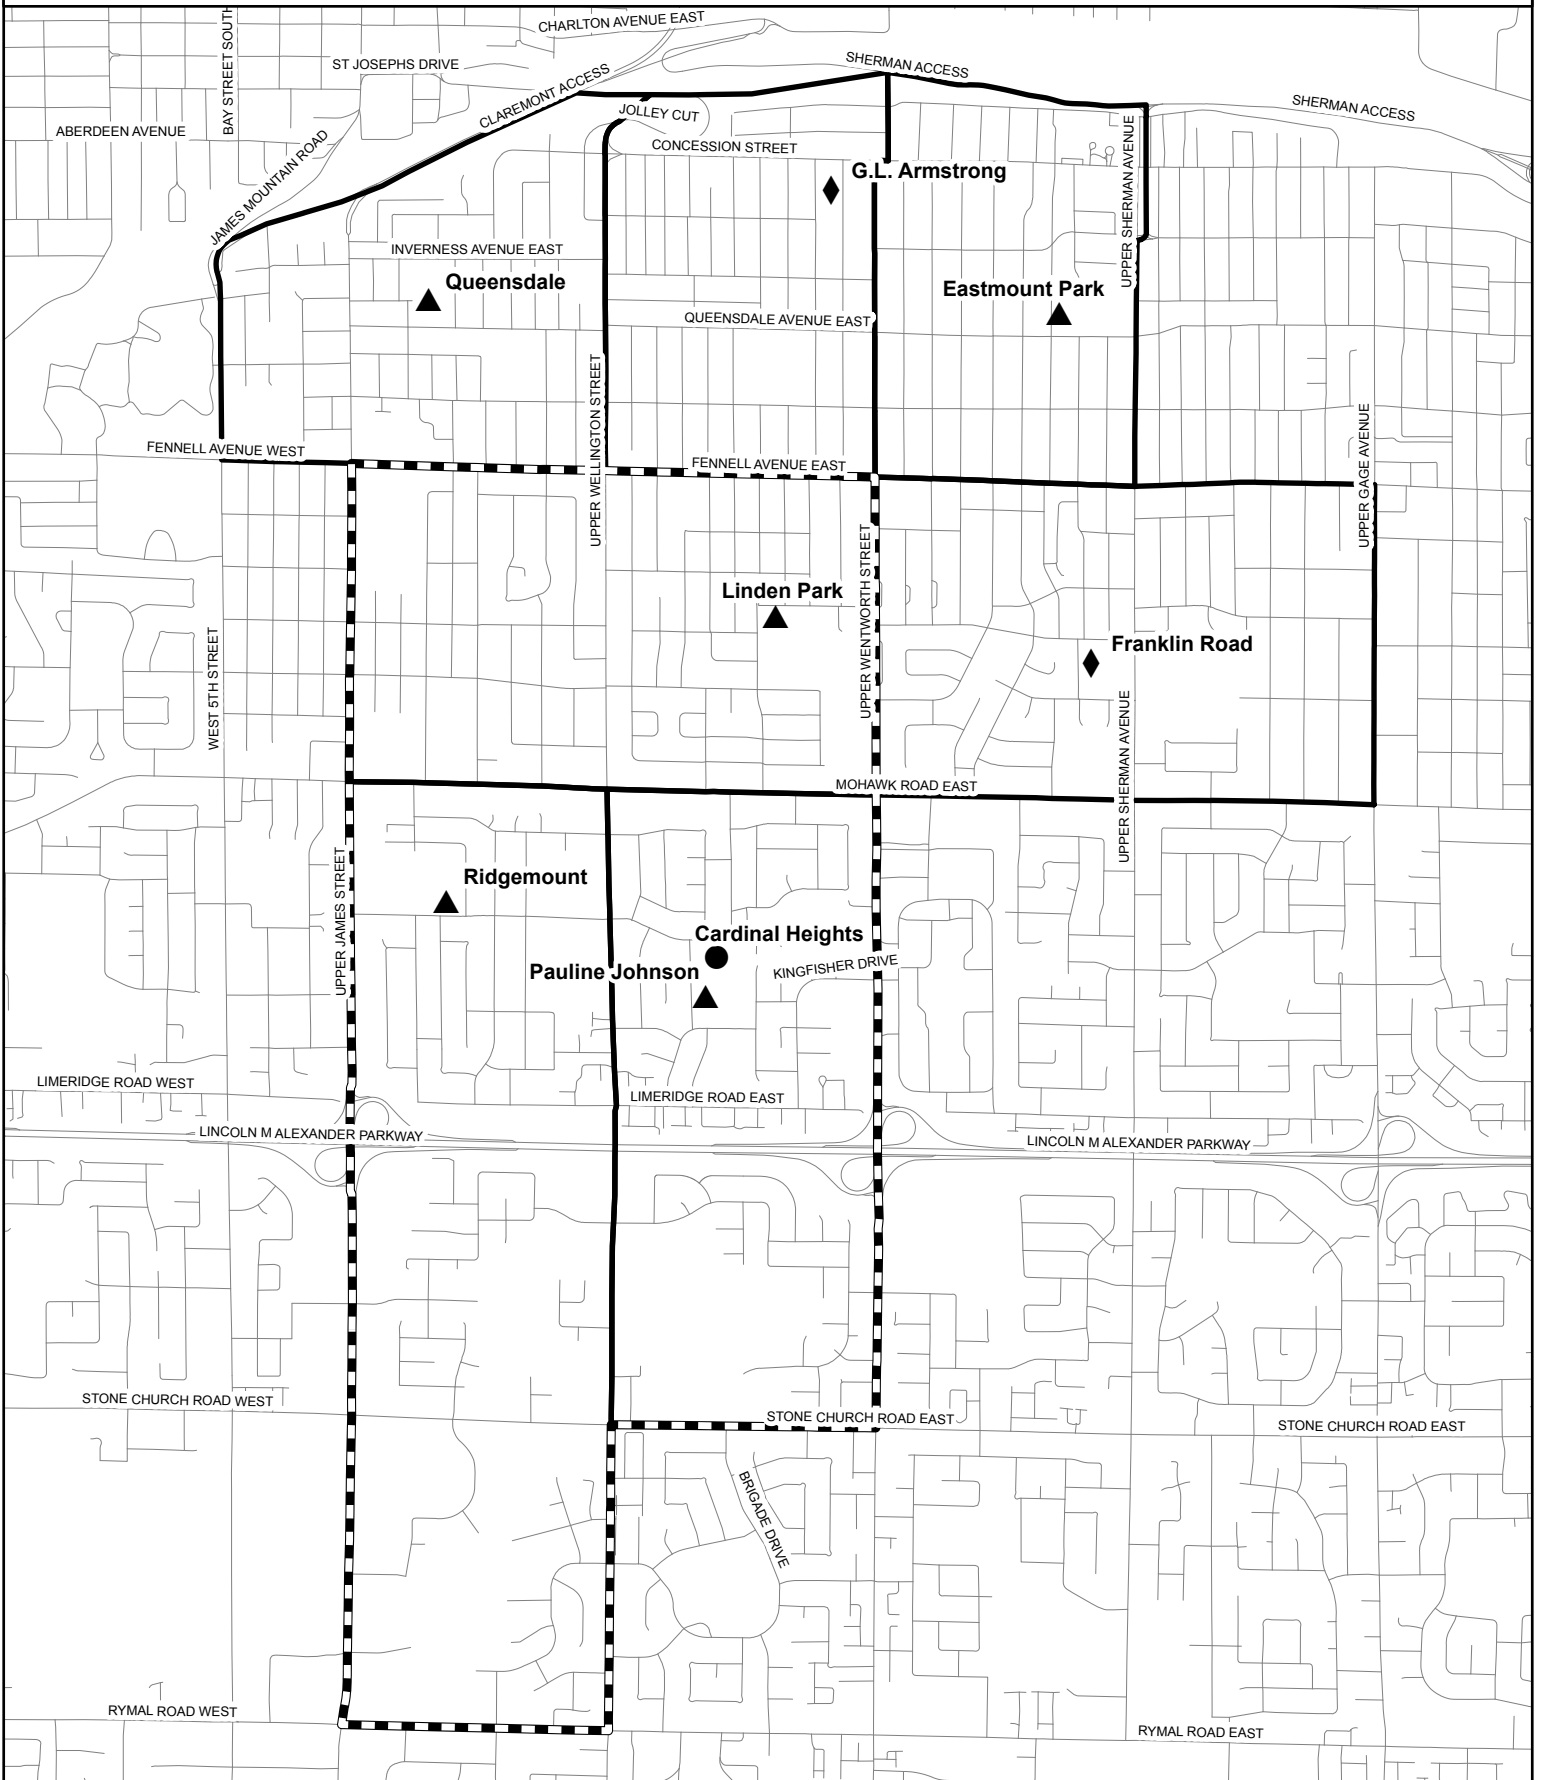 CHARLTON AVENUE EAST
BAY STREET SOUTH
ST JOSEPHS DRIVE
SHERMAN ACCESS
CLAREMONT ACCESS
SHERMAN ACCESS
JOLLEY CUT
ABERDEEN AVENUE
CONCESSION STREET
JAMES MOUNTAIN ROAD
G.L. Armstrong
UPPER SHERMAN AVENUE
INVERNESS AVENUE EAST
Queensdale
Eastmount Park
QUEENSDALE AVENUE EAST
UPPER WELLINGTON STREET
UPPER GAGE AVENUE
FENNELL AVENUE WEST
FENNELL AVENUE EAST
UPPER WENTWORTH STREET
Linden Park
Franklin Road
WEST 5TH STREET
UPPER SHERMAN AVENUE
MOHAWK ROAD EAST
UPPER JAMES STREET
Ridgemount
Cardinal Heights
Pauline Johnson
KINGFISHER DRIVE
LIMERIDGE ROAD WEST
LIMERIDGE ROAD EAST
LINCOLN M ALEXANDER PARKWAY
LINCOLN M ALEXANDER PARKWAY
STONE CHURCH ROAD WEST
STONE CHURCH ROAD EAST
STONE CHURCH ROAD EAST
BRIGADE DRIVE
RYMAL ROAD WEST
RYMAL ROAD EAST